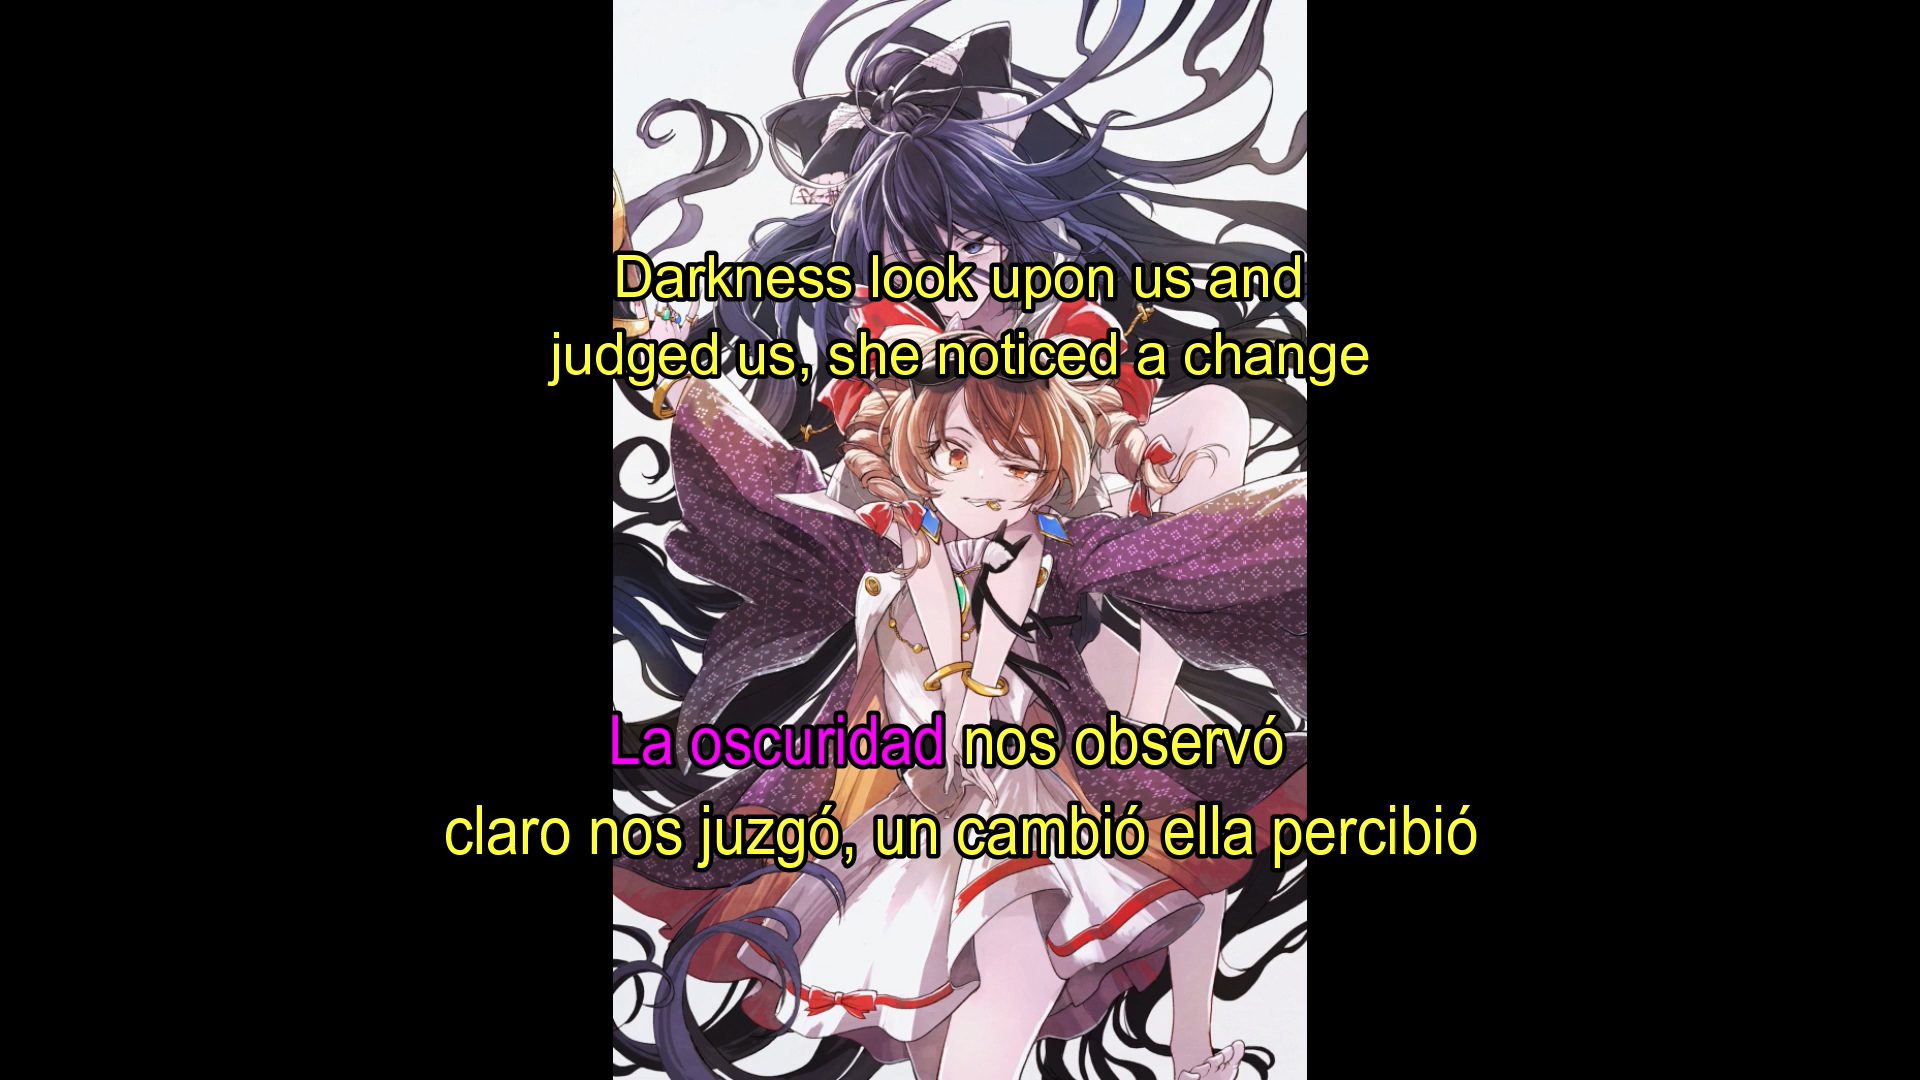 Darkness look upon us and
judged us, she noticed a change
La oscuridad nos observó
claro nos juzgó, un cambió ella percibió